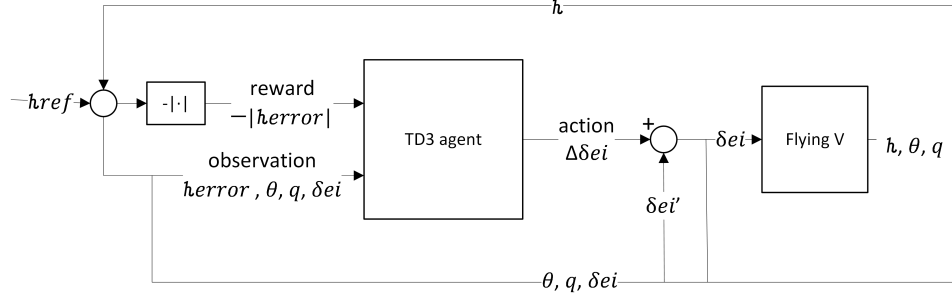 h
href
-|·|
reward
−|herror|
observation
herror , θ, q, δei
TD3 agent
action
Δδei
+
δei
Flying V
h, θ, q
δei’
θ, q, δei